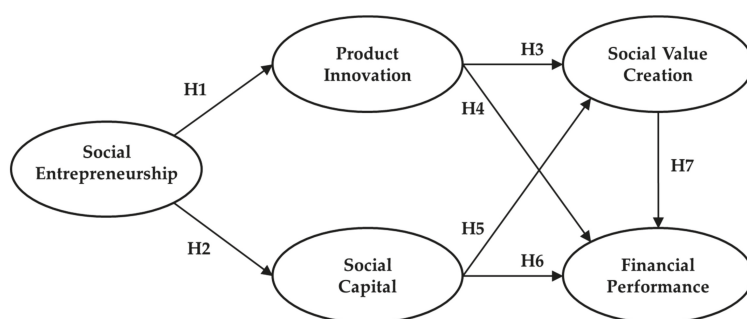 Product
Innovation
H3
Social Value
Creation
H1
H4
Social
Entrepreneurship
H7
H2
H5
Social
Capital
H6
Financial
Performance